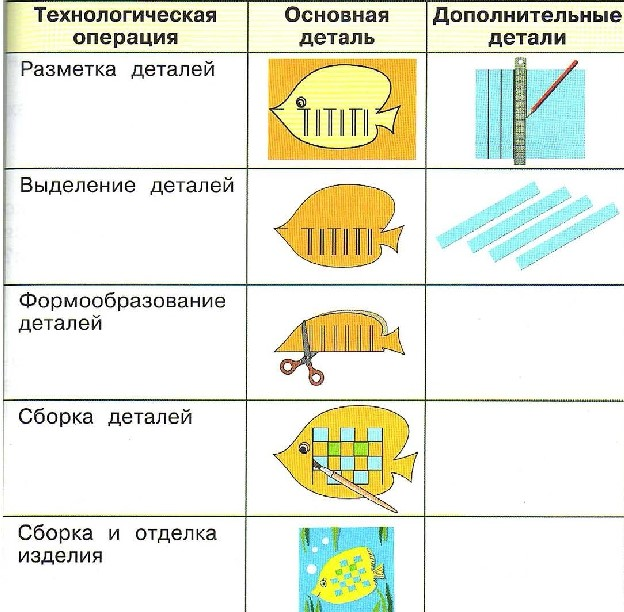 Технологическая операция
Основная деталь
Дополнительные детали
Разметка деталей
Выделение деталей
Формообразование деталей
Сборка деталей
Сборка и отделка изделия